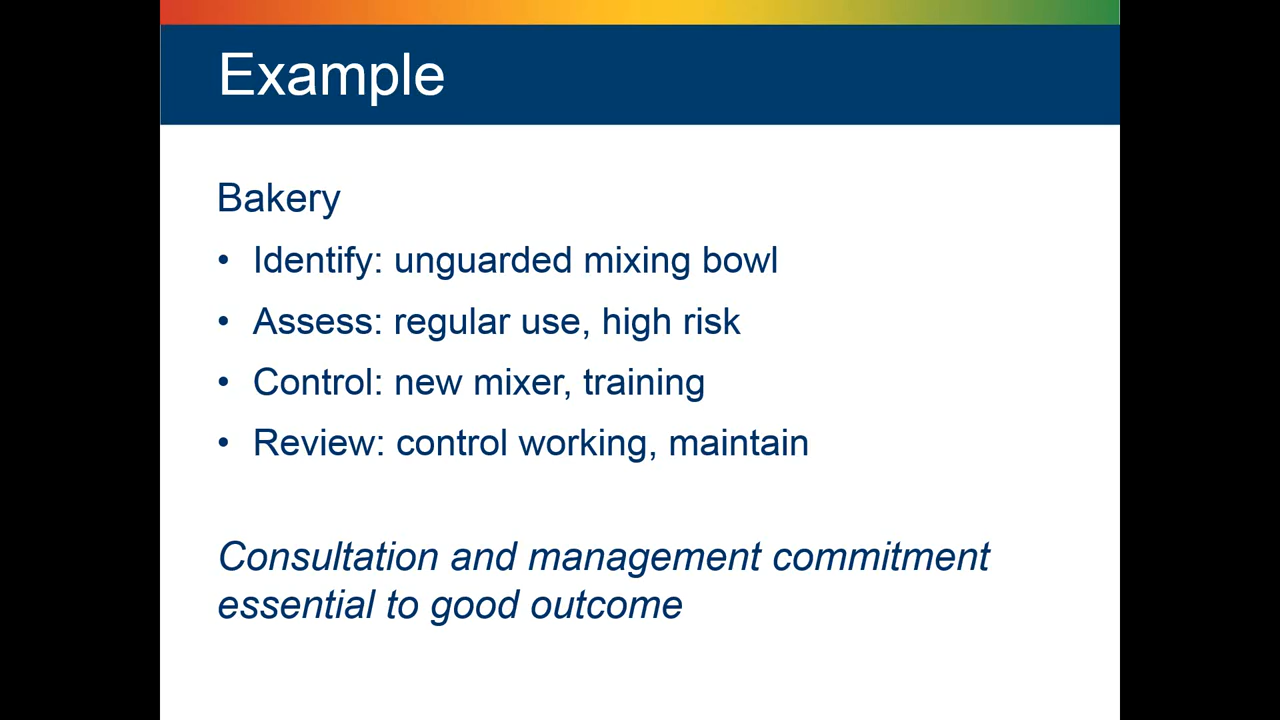 Example
Bakery
• Identify: unguarded mixing bowl
• Assess: regular use, high risk
• Control: new mixer, training
• Review: control working, maintain
Consultation and management commitment
essential to good outcome